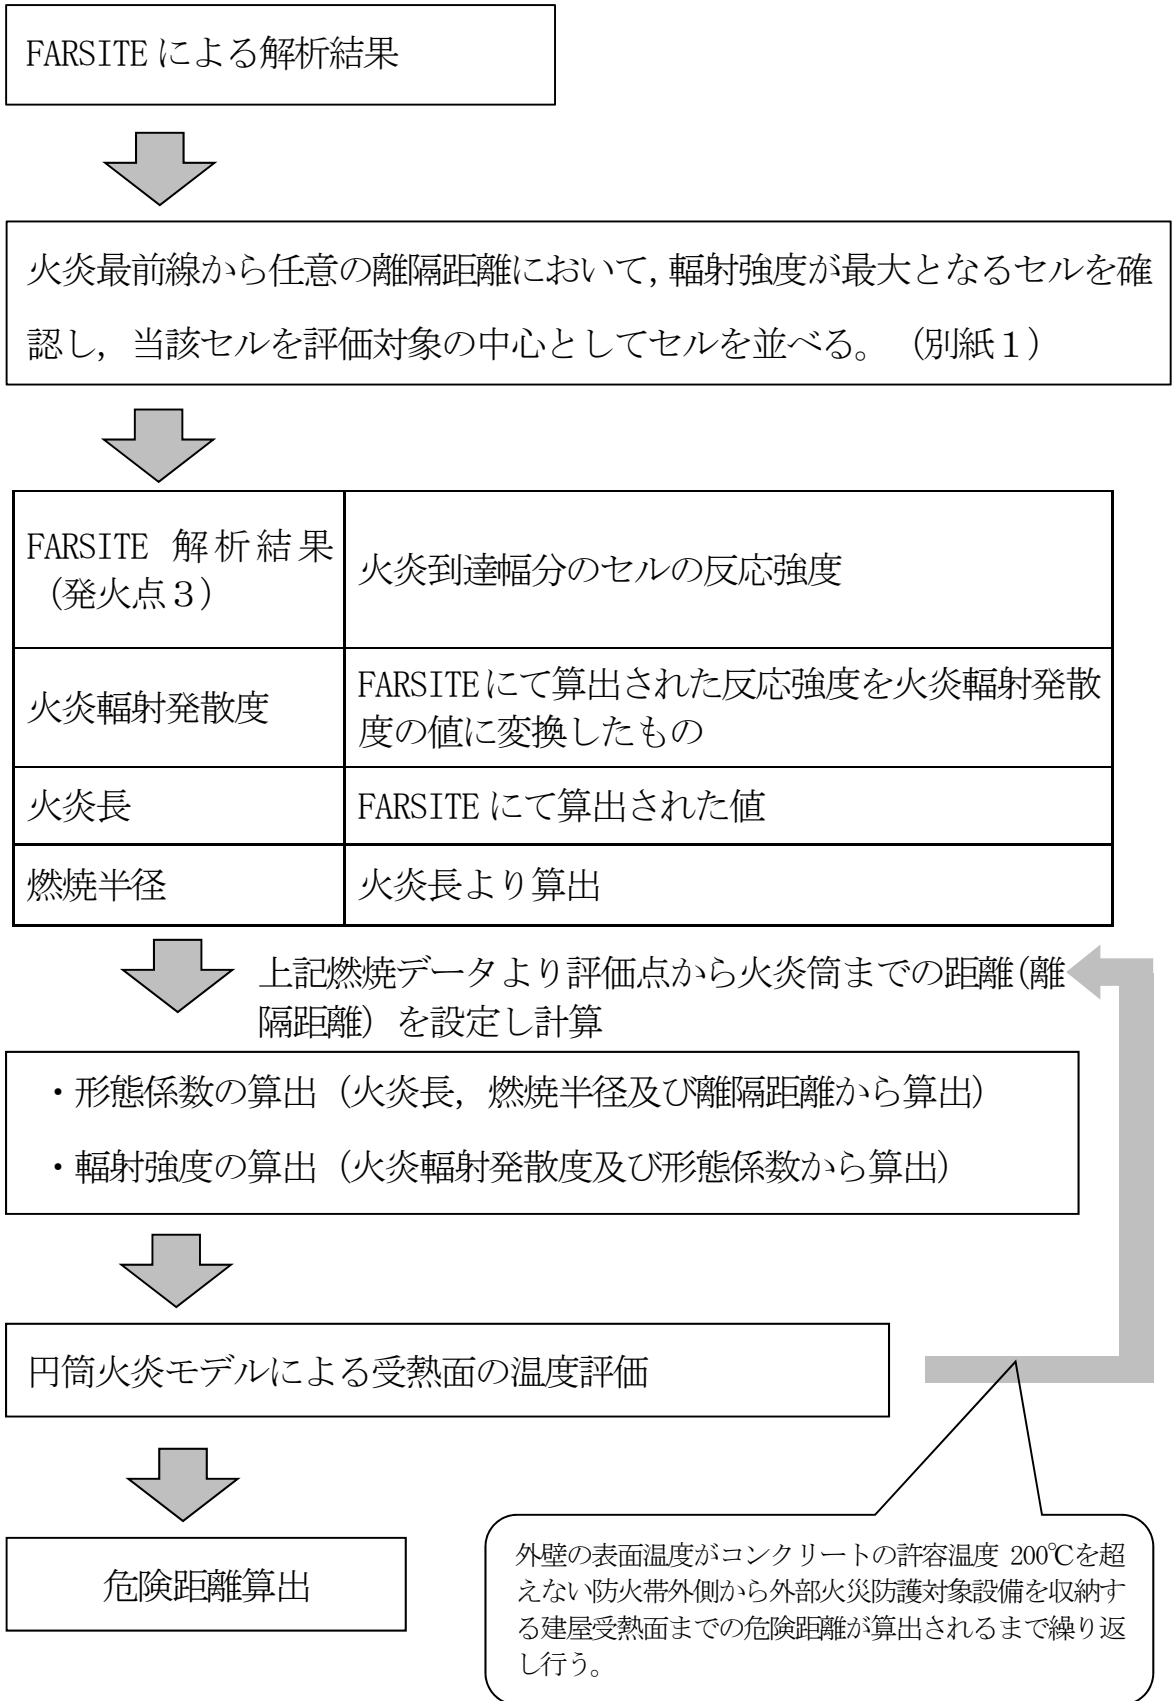 FARSITE による解析結果
火炎最前線から任意の離隔距離において，輻射強度が最大となるセルを確
認し，当該セルを評価対象の中心としてセルを並べる。（別紙１）
FARSITE 解析結果
（発火点３）
火炎到達幅分のセルの反応強度
火炎輻射発散度
FARSITEにて算出された反応強度を火炎輻射発散
度の値に変換したもの
火炎長
FARSITE にて算出された値
燃焼半径
火炎長より算出
上記燃焼データより評価点から火炎筒までの距離(離
隔距離）を設定し計算
・形態係数の算出（火炎長，燃焼半径及び離隔距離から算出）
・輻射強度の算出（火炎輻射発散度及び形態係数から算出）
円筒火炎モデルによる受熱面の温度評価
危険距離算出
外壁の表面温度がコンクリートの許容温度 200℃を超
えない防火帯外側から外部火災防護対象設備を収納す
る建屋受熱面までの危険距離が算出されるまで繰り返
し行う。